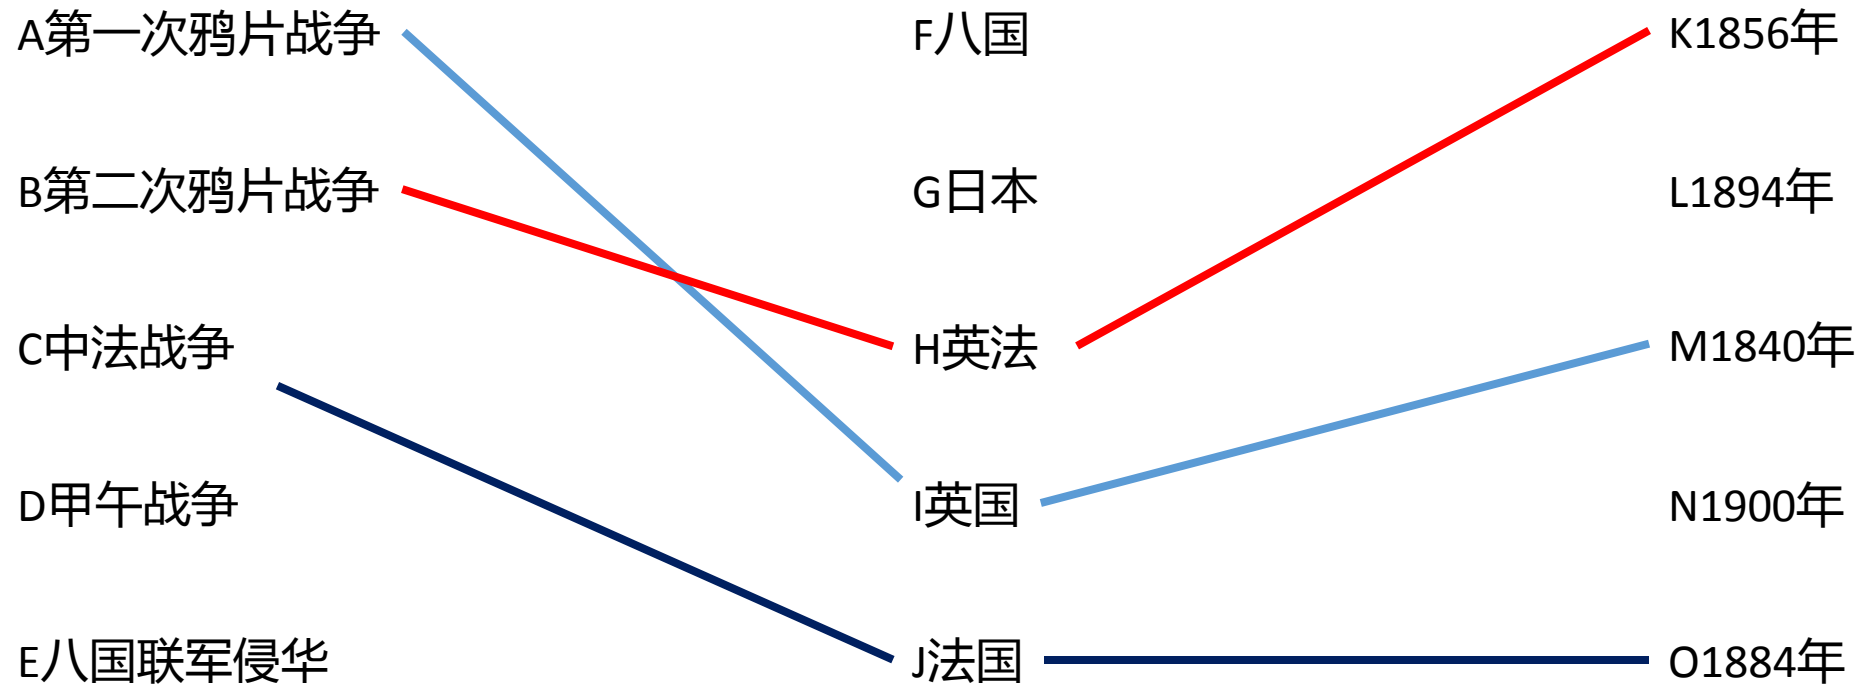 A第一次鸦片战争
F八国
K1856年
B第二次鸦片战争
G日本
L1894年
C中法战争
H英法
M1840年
D甲午战争
I英国
N1900年
E八国联军侵华
J法国
O1884年